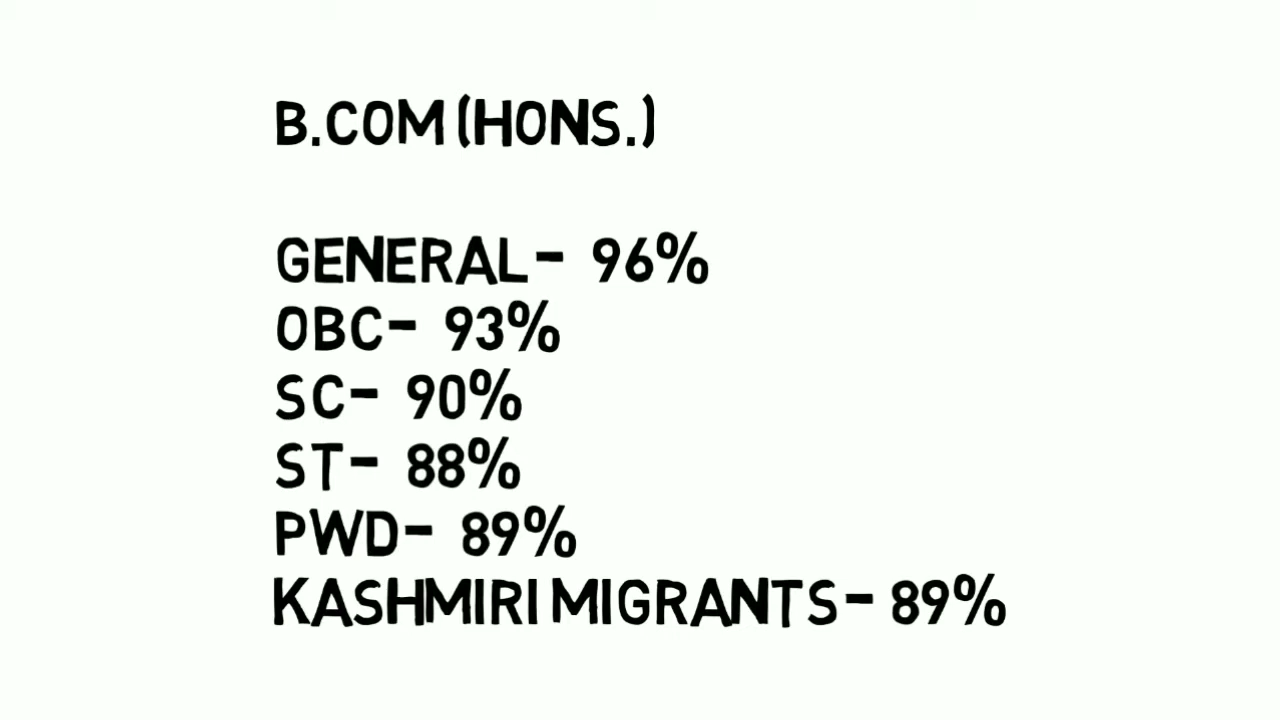 B.COM (HONS.)
GENERAL- 96%
OBC- 93%
SC- 90%
ST- 88%
PWD- 89%
KASHMIRI MIGRANTS- 89%